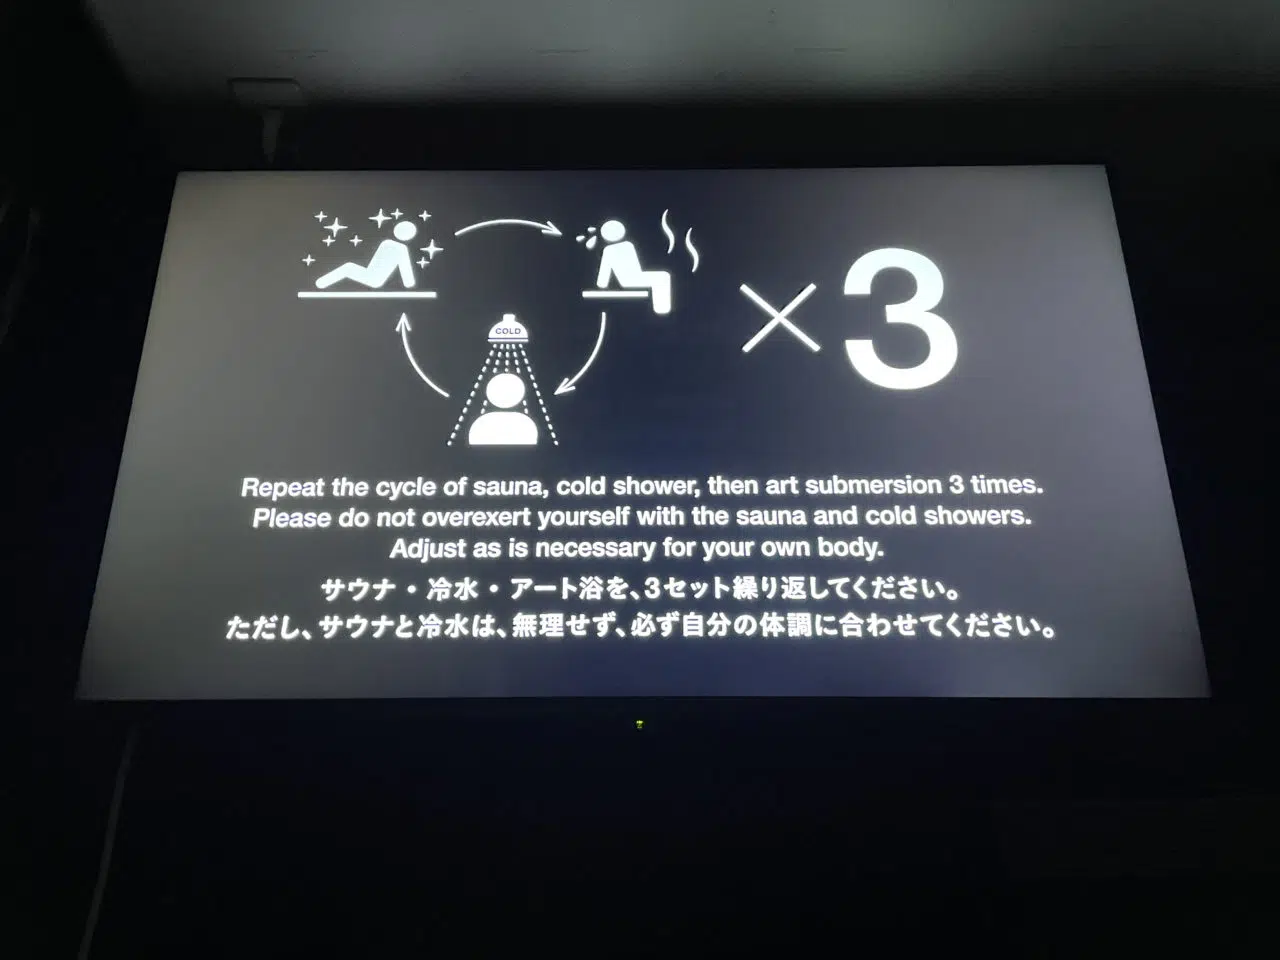 COLD
×3
Repeat the cycle of sauna, cold shower, then art submersion 3 times.
Please do not overexert yourself with the sauna and cold showers.
Adjust as is necessary for your own body.
サウナ・冷水・アート浴を、3セット繰り返してください。
ただし、サウナと冷水は、無理せず、必ず自分の体調に合わせてください。